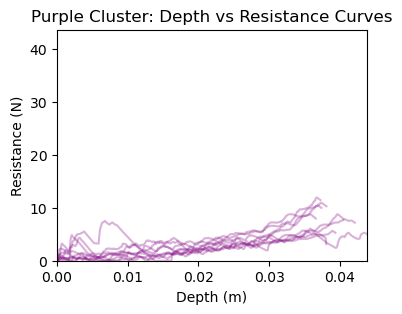 Purple Cluster: Depth vs Resistance Curves
40
30
20
10
0
Resistance (N)
0.00 0.01 0.02 0.03 0.04
Depth (m)